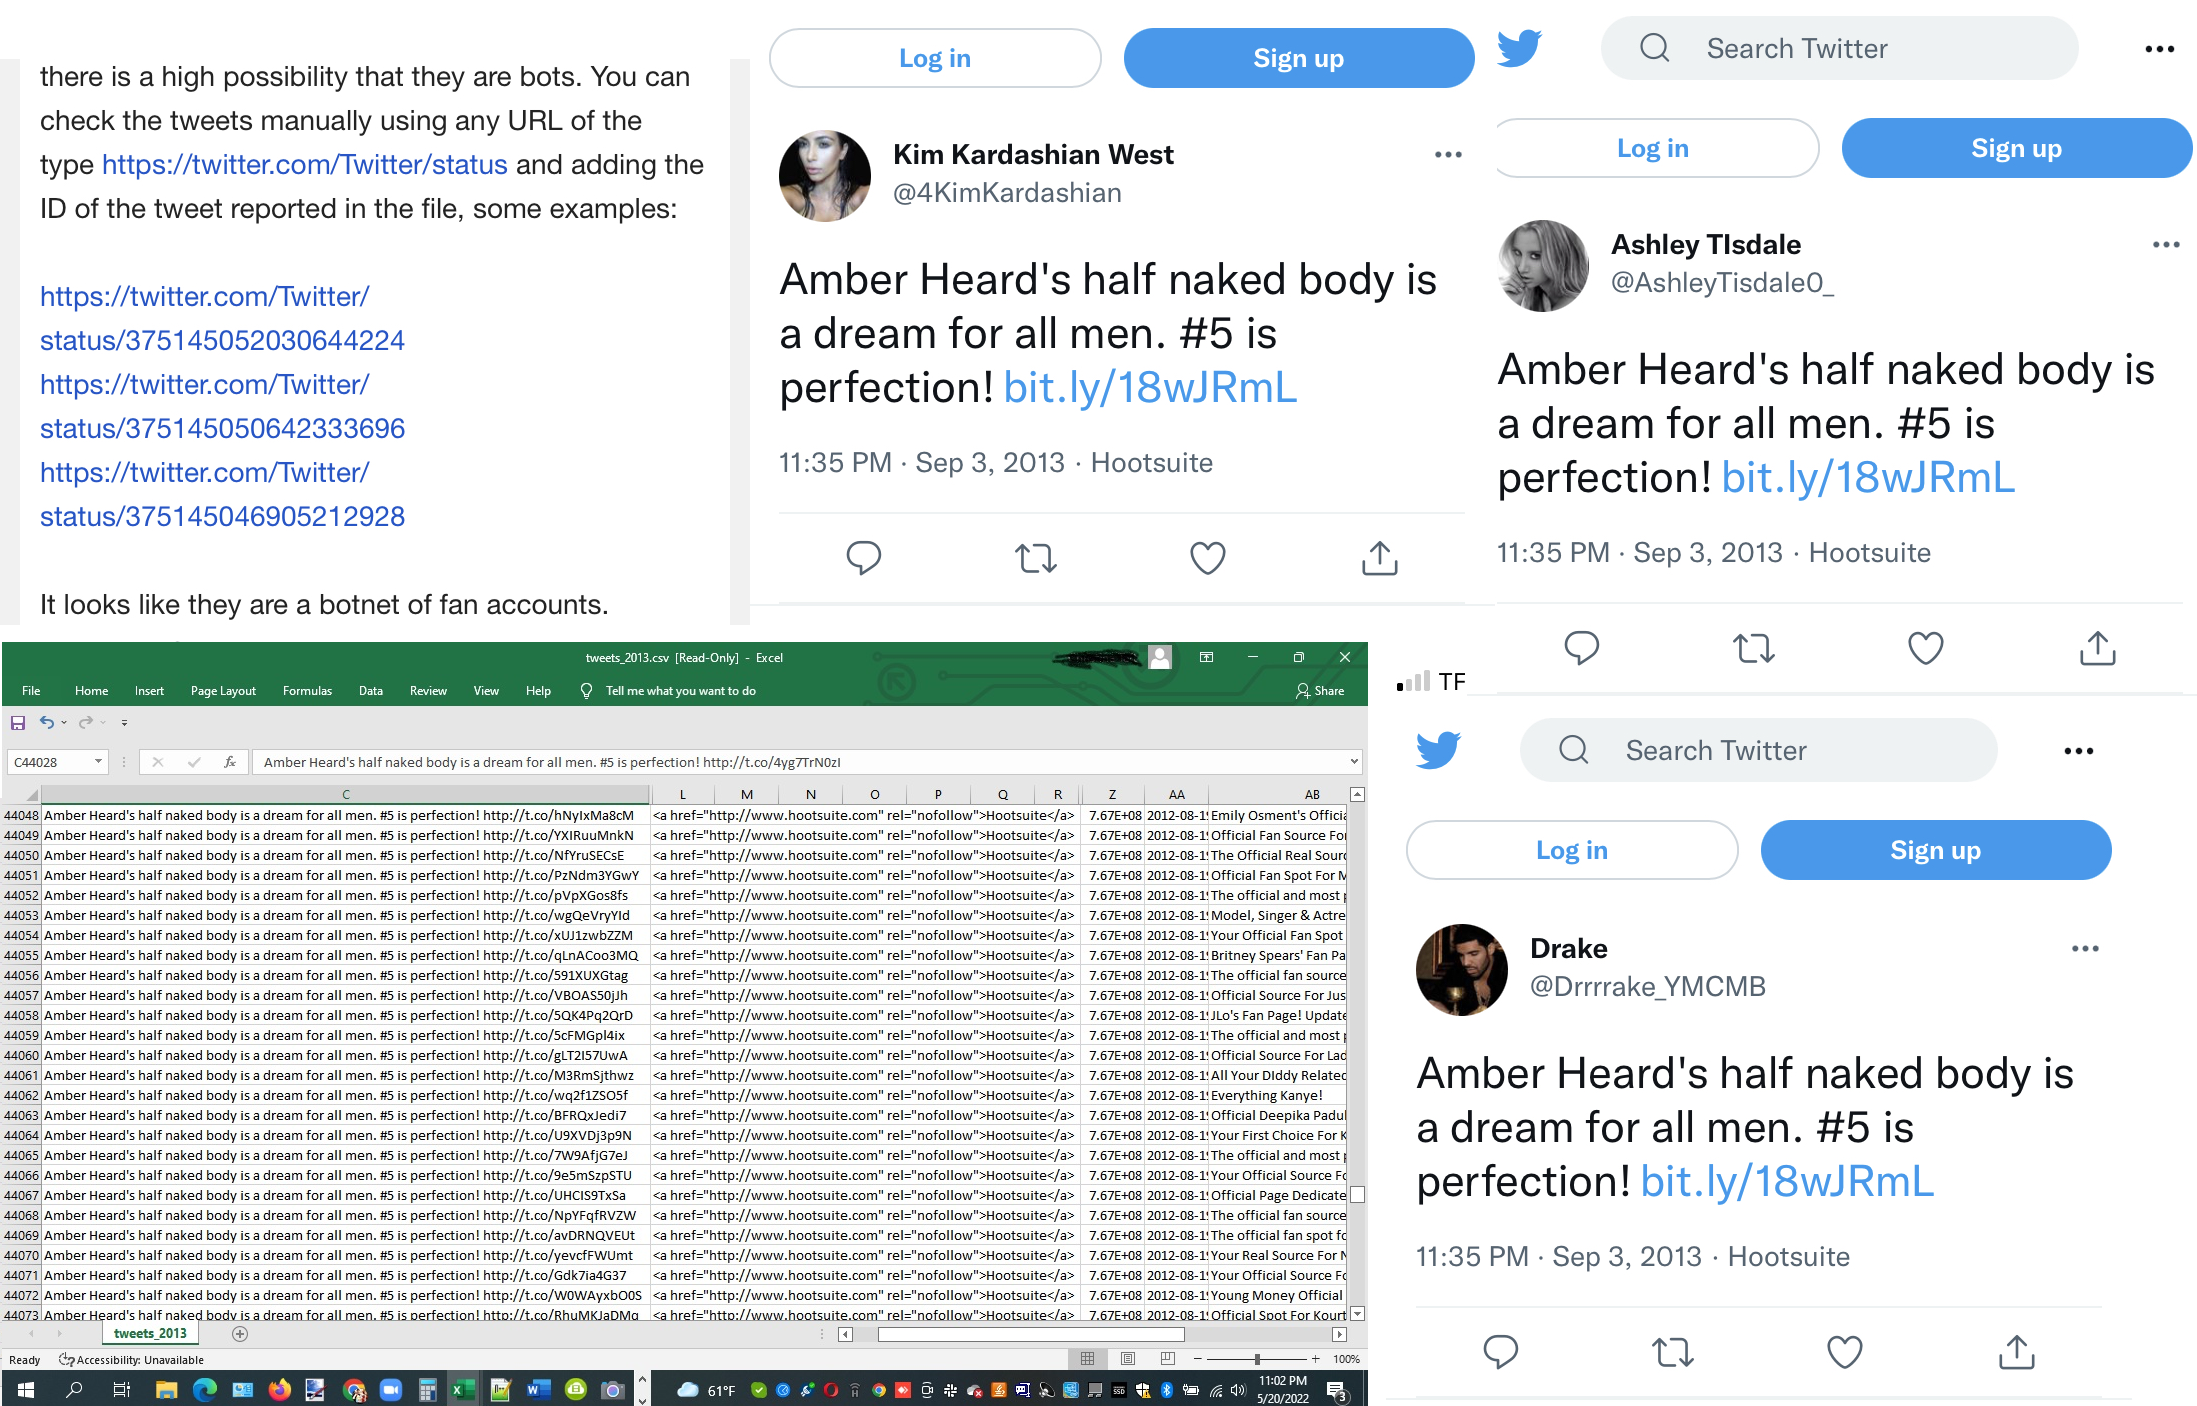 there is a high possibility that they are bots. You can
check the tweets manually using any URL of the
type https://twitter.com/Twitter/status and adding the
ID of the tweet reported in the file, some examples:
https://twitter.com/Twitter/
status/375145052030644224
https://twitter.com/Twitter/
status/375145050642333696
https://twitter.com/Twitter/
status/375145046905212928
It looks like they are a botnet of fan accounts.
Log in Sign up
Kim Kardashian West
@4KimKardashian
Amber Heard's half naked body is
a dream for all men. #5 is
perfection! bit.ly/18wJRmL
11:35 PM · Sep 3, 2013 · Hootsuite
Search Twitter
Log in Sign up
Ashley TIsdale
@AshleyTisdale0_
Amber Heard's half naked body is
a dream for all men. #5 is
perfection! bit.ly/18wJRmL
11:35 PM · Sep 3, 2013 · Hootsuite
tweets_2013.csv [Read-Only] - Excel
File Home Insert Page Layout Formulas Data Review View Help Tell me what you want to do Share
C44028 fx Amber Heard's half naked body is a dream for all men. #5 is perfection! http://t.co/4yg7TrN0zI
C L M N O P Q R Z AA AB
44048 Amber Heard's half naked body is a dream for all men. #5 is perfection! http://t.co/hNyIxMa8cM <a href="http://www.hootsuite.com" rel="nofollow">Hootsuite</a> 7.67E+08 2012-08-1 Emily Osment's Officia
44049 Amber Heard's half naked body is a dream for all men. #5 is perfection! http://t.co/YXIRuuMnkN <a href="http://www.hootsuite.com" rel="nofollow">Hootsuite</a> 7.67E+08 2012-08-1 Official Fan Source Fo
44050 Amber Heard's half naked body is a dream for all men. #5 is perfection! http://t.co/NfYruSECsE <a href="http://www.hootsuite.com" rel="nofollow">Hootsuite</a> 7.67E+08 2012-08-1 The Official Real Sour
44051 Amber Heard's half naked body is a dream for all men. #5 is perfection! http://t.co/PzNdm3YGwY <a href="http://www.hootsuite.com" rel="nofollow">Hootsuite</a> 7.67E+08 2012-08-1 Official Fan Spot For M
44052 Amber Heard's half naked body is a dream for all men. #5 is perfection! http://t.co/pVpXGos8fs <a href="http://www.hootsuite.com" rel="nofollow">Hootsuite</a> 7.67E+08 2012-08-1 The official and most
44053 Amber Heard's half naked body is a dream for all men. #5 is perfection! http://t.co/wgQeVryYId <a href="http://www.hootsuite.com" rel="nofollow">Hootsuite</a> 7.67E+08 2012-08-1 Model, Singer & Actre
44054 Amber Heard's half naked body is a dream for all men. #5 is perfection! http://t.co/xUJ1zwbZZM <a href="http://www.hootsuite.com" rel="nofollow">Hootsuite</a> 7.67E+08 2012-08-1 Your Official Fan Spot
44055 Amber Heard's half naked body is a dream for all men. #5 is perfection! http://t.co/qLnACoo3MQ <a href="http://www.hootsuite.com" rel="nofollow">Hootsuite</a> 7.67E+08 2012-08-1 Britney Spears' Fan Pa
44056 Amber Heard's half naked body is a dream for all men. #5 is perfection! http://t.co/591XUXGtag <a href="http://www.hootsuite.com" rel="nofollow">Hootsuite</a> 7.67E+08 2012-08-1 The official fan source
44057 Amber Heard's half naked body is a dream for all men. #5 is perfection! http://t.co/VBOAS50jJh <a href="http://www.hootsuite.com" rel="nofollow">Hootsuite</a> 7.67E+08 2012-08-1 Official Source For Jus
44058 Amber Heard's half naked body is a dream for all men. #5 is perfection! http://t.co/5QK4Pq2QrD <a href="http://www.hootsuite.com" rel="nofollow">Hootsuite</a> 7.67E+08 2012-08-1 JLo's Fan Page! Update
44059 Amber Heard's half naked body is a dream for all men. #5 is perfection! http://t.co/5cFMGpl4ix <a href="http://www.hootsuite.com" rel="nofollow">Hootsuite</a> 7.67E+08 2012-08-1 The official and most
44060 Amber Heard's half naked body is a dream for all men. #5 is perfection! http://t.co/gLT2I57UwA <a href="http://www.hootsuite.com" rel="nofollow">Hootsuite</a> 7.67E+08 2012-08-1 Official Source For Lad
44061 Amber Heard's half naked body is a dream for all men. #5 is perfection! http://t.co/M3RmSjthwz <a href="http://www.hootsuite.com" rel="nofollow">Hootsuite</a> 7.67E+08 2012-08-1 All Your DIddy Related
44062 Amber Heard's half naked body is a dream for all men. #5 is perfection! http://t.co/wq2f1ZSO5f <a href="http://www.hootsuite.com" rel="nofollow">Hootsuite</a> 7.67E+08 2012-08-1 Everything Kanye!
44063 Amber Heard's half naked body is a dream for all men. #5 is perfection! http://t.co/BFRQxJedi7 <a href="http://www.hootsuite.com" rel="nofollow">Hootsuite</a> 7.67E+08 2012-08-1 Official Deepika Padul
44064 Amber Heard's half naked body is a dream for all men. #5 is perfection! http://t.co/U9XVDj3p9N <a href="http://www.hootsuite.com" rel="nofollow">Hootsuite</a> 7.67E+08 2012-08-1 Your First Choice For K
44065 Amber Heard's half naked body is a dream for all men. #5 is perfection! http://t.co/7W9AfjG7eJ <a href="http://www.hootsuite.com" rel="nofollow">Hootsuite</a> 7.67E+08 2012-08-1 The official and most
44066 Amber Heard's half naked body is a dream for all men. #5 is perfection! http://t.co/9e5mSzpSTU <a href="http://www.hootsuite.com" rel="nofollow">Hootsuite</a> 7.67E+08 2012-08-1 Your Official Source Fo
44067 Amber Heard's half naked body is a dream for all men. #5 is perfection! http://t.co/UHCIS9TxSa <a href="http://www.hootsuite.com" rel="nofollow">Hootsuite</a> 7.67E+08 2012-08-1 Official Page Dedicate
44068 Amber Heard's half naked body is a dream for all men. #5 is perfection! http://t.co/NpYFqfRVZW <a href="http://www.hootsuite.com" rel="nofollow">Hootsuite</a> 7.67E+08 2012-08-1 The official fan source
44069 Amber Heard's half naked body is a dream for all men. #5 is perfection! http://t.co/avDRNQVEUt <a href="http://www.hootsuite.com" rel="nofollow">Hootsuite</a> 7.67E+08 2012-08-1 The official fan spot fo
44070 Amber Heard's half naked body is a dream for all men. #5 is perfection! http://t.co/yevcfFWUmt <a href="http://www.hootsuite.com" rel="nofollow">Hootsuite</a> 7.67E+08 2012-08-1 Your Real Source For N
44071 Amber Heard's half naked body is a dream for all men. #5 is perfection! http://t.co/Gdk7ia4G37 <a href="http://www.hootsuite.com" rel="nofollow">Hootsuite</a> 7.67E+08 2012-08-1 Your Official Source Fo
44072 Amber Heard's half naked body is a dream for all men. #5 is perfection! http://t.co/W0WAyxbO0S <a href="http://www.hootsuite.com" rel="nofollow">Hootsuite</a> 7.67E+08 2012-08-1 Young Money Official
44073 Amber Heard's half naked body is a dream for all men. #5 is perfection! http://t.co/RhuMKJaDMq <a href="http://www.hootsuite.com" rel="nofollow">Hootsuite</a> 7.67E+08 2012-08-1 Official Spot For Kourt
tweets_2013
Ready Accessibility: Unavailable 100%
61°F 11:02 PM
5/20/2022 3
TF
Search Twitter
Log in Sign up
Drake
@Drrrrake_YMCMB
Amber Heard's half naked body is
a dream for all men. #5 is
perfection! bit.ly/18wJRmL
11:35 PM · Sep 3, 2013 · Hootsuite